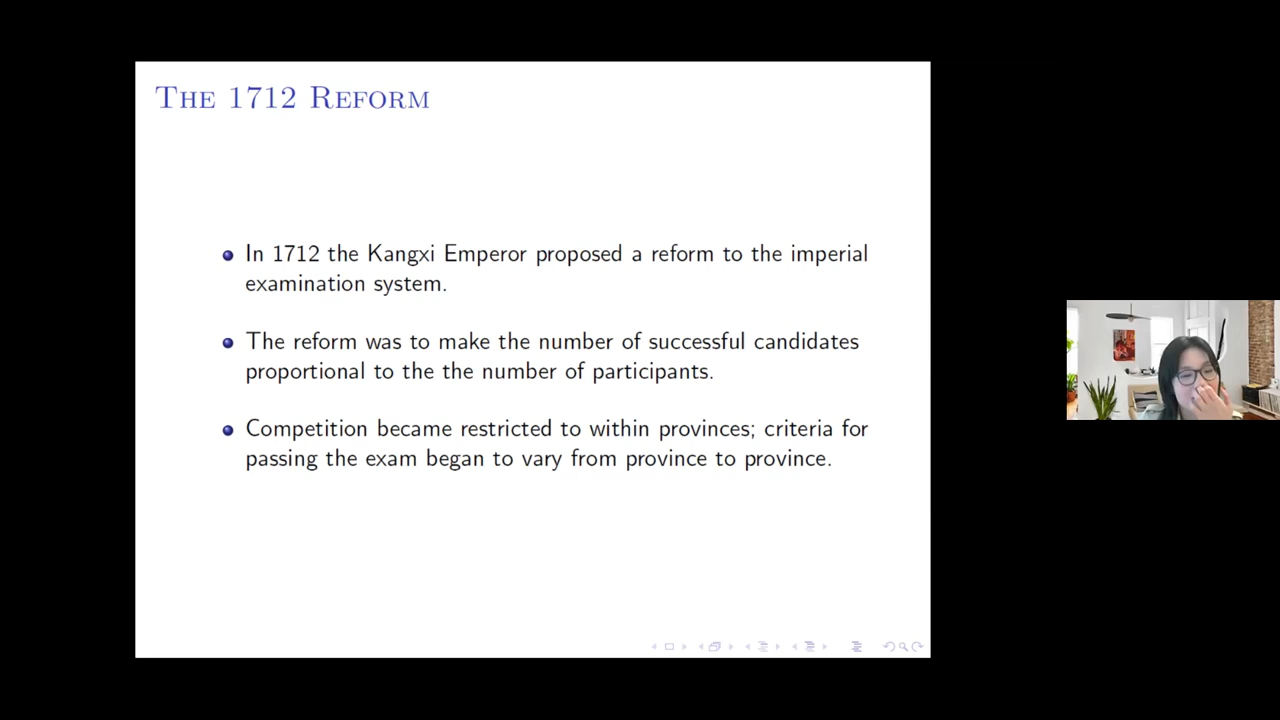 The 1712 Reform
In 1712 the Kangxi Emperor proposed a reform to the imperial
examination system.
The reform was to make the number of successful candidates
proportional to the the number of participants.
Competition became restricted to within provinces; criteria for
passing the exam began to vary from province to province.